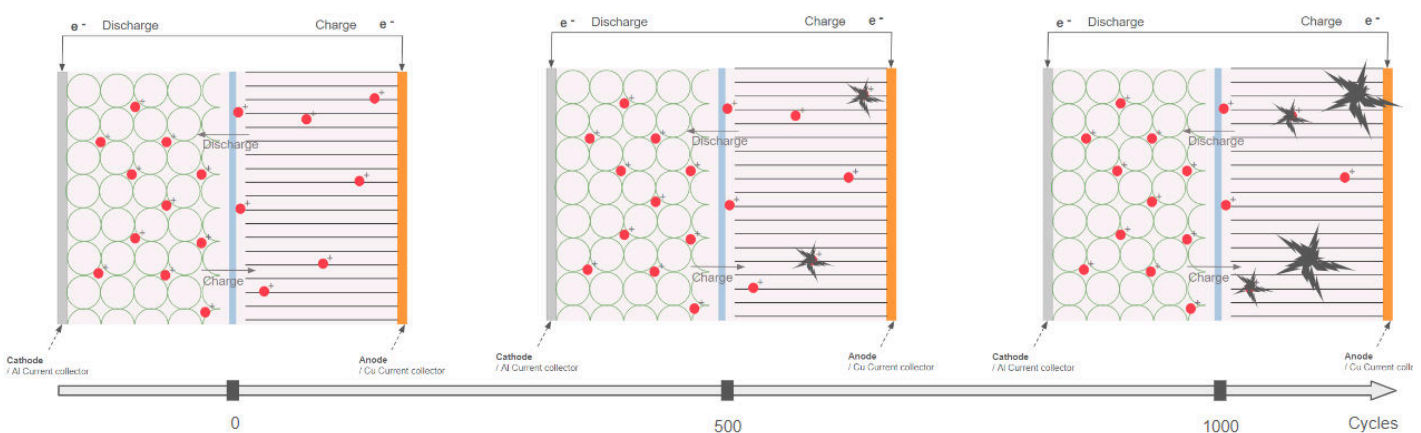 e - Discharge Charge e -
e - Discharge Charge e -
e - Discharge Charge e -
+ + + +
+ + + +
+ + + + +
Discharge
Discharge
Discharge
+ + + +
+ + + +
+ + + +
+ + + +
+ + +
+ + +
+ + +
+ + +
+ + +
+ + +
+ + +
+ + +
Charge
Charge
Charge
+ +
+ +
+ +
Cathode
/ Al Current collector
Anode
/ Cu Current collector
Cathode
/ Al Current collector
Anode
/ Cu Current collector
Cathode
/ Al Current collector
Anode
/ Cu Current collect
0
500
1000
Cycles